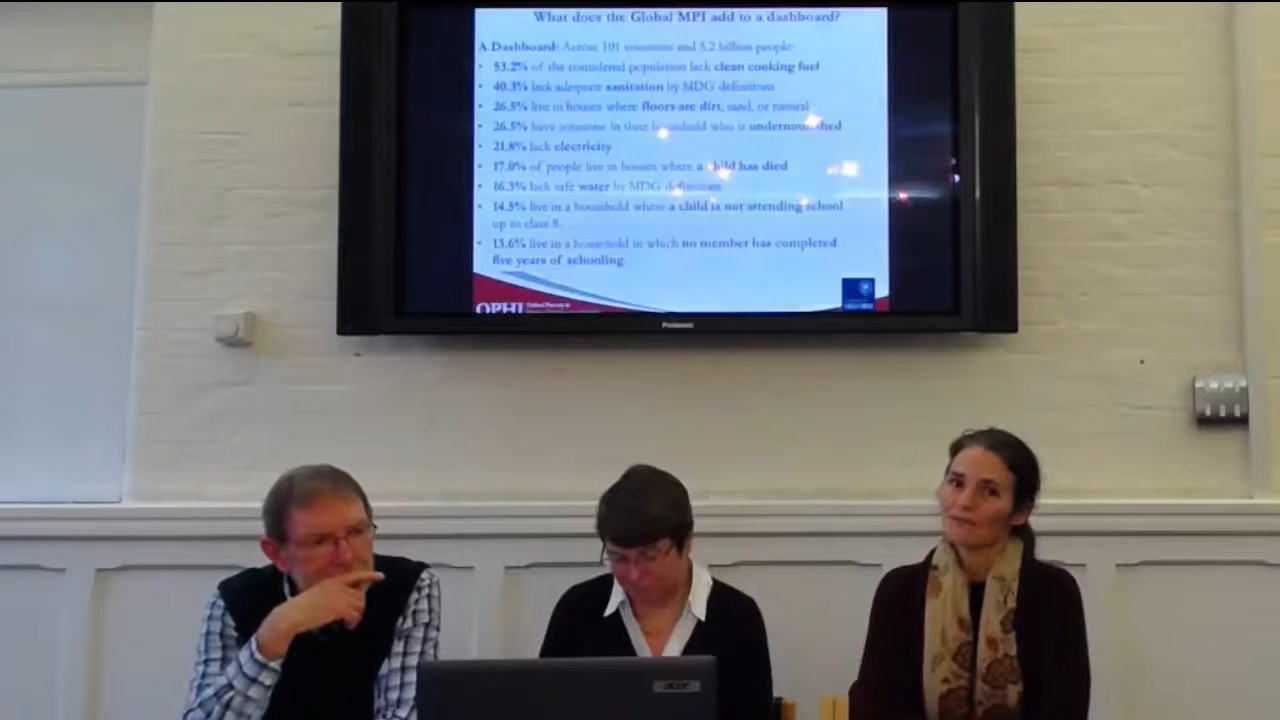 What does the Global MPI add to a dashboard?
A Dashboard: Across 101 countries and 5.2 billion people:
• 53.2% of the considered population lack clean cooking fuel
• 40.3% lack adequate sanitation by MDG definitions
• 26.5% live in houses where floors are dirt, sand, or natural
• 26.5% have someone in their household who is undernourished
• 21.8% lack electricity
• 17.0% of people live in houses where a child has died
• 16.3% lack safe water by MDG definitions
• 14.5% live in a household where a child is not attending school
up to class 8.
• 13.6% live in a household in which no member has completed
five years of schooling.
OPHI
Panasonic
acer